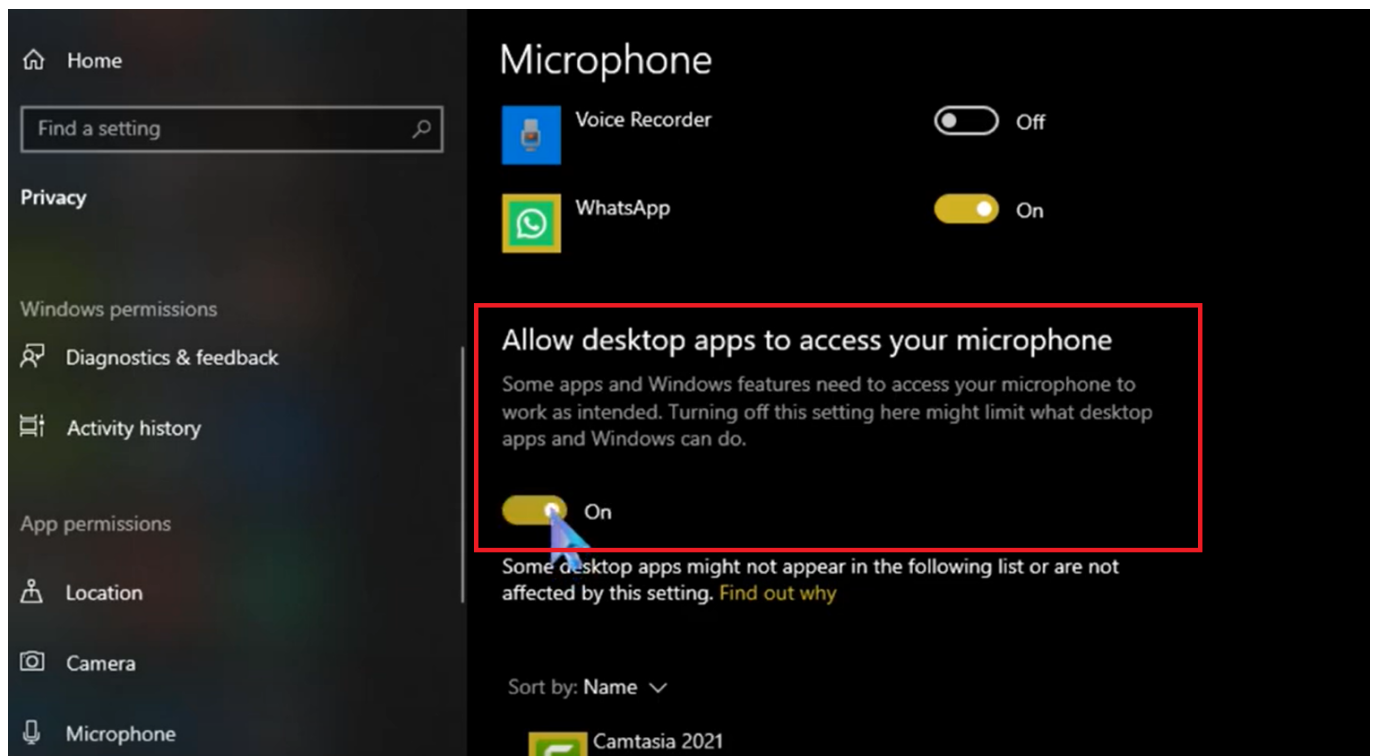 Home
Find a setting
Privacy
Windows permissions
Diagnostics & feedback
Activity history
App permissions
Location
Camera
Microphone
Microphone
Voice Recorder
Off
WhatsApp
On
Allow desktop apps to access your microphone
Some apps and Windows features need to access your microphone to
work as intended. Turning off this setting here might limit what desktop
apps and Windows can do.
On
Some desktop apps might not appear in the following list or are not
affected by this setting. Find out why
Sort by: Name
Camtasia 2021